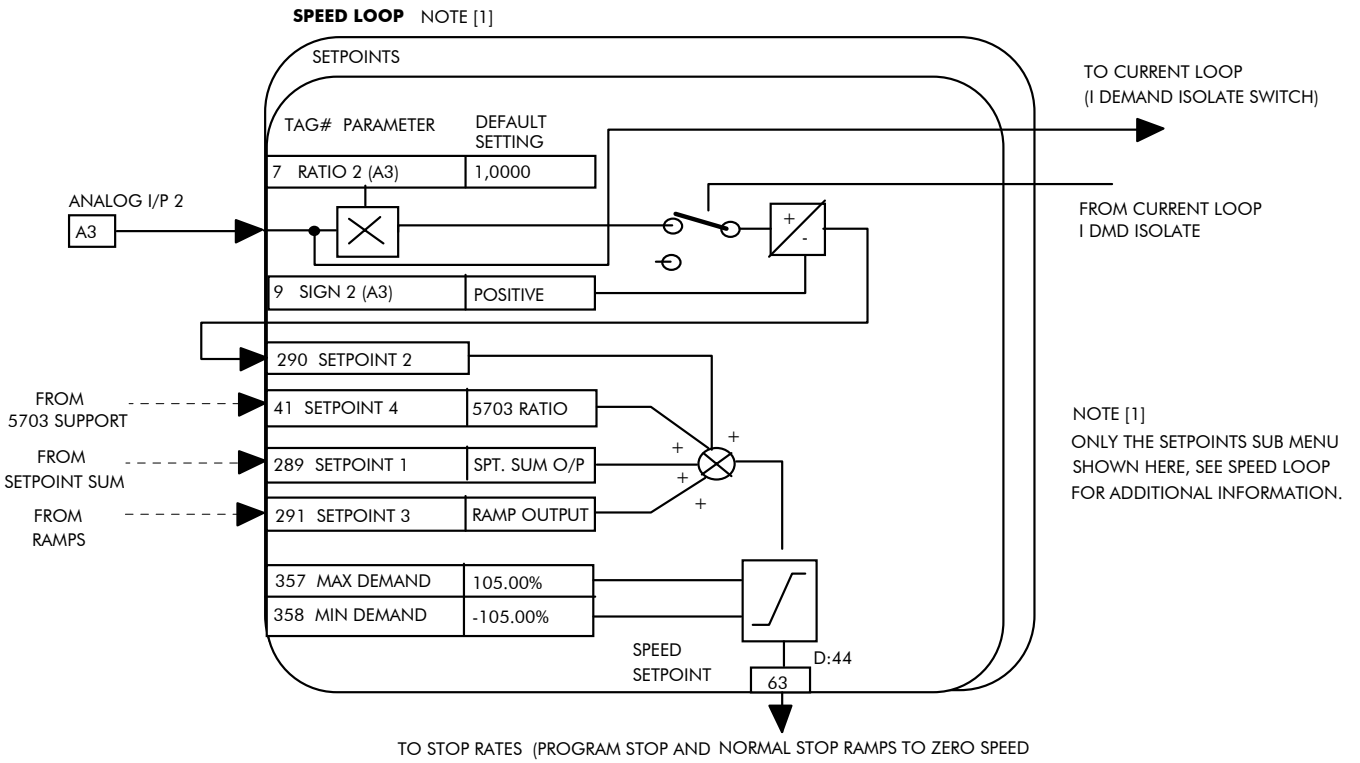 SPEED LOOP NOTE [1]
SETPOINTS
TO CURRENT LOOP
(I DEMAND ISOLATE SWITCH)
TAG# PARAMETER
DEFAULT
SETTING
7 RATIO 2 (A3)
1,0000
ANALOG I/P 2
A3
FROM CURRENT LOOP
I DMD ISOLATE
+
-
9 SIGN 2 (A3)
POSITIVE
290 SETPOINT 2
FROM
5703 SUPPORT
41 SETPOINT 4
5703 RATIO
+
+
FROM
SETPOINT SUM
289 SETPOINT 1
SPT. SUM O/P
+
+
FROM
RAMPS
291 SETPOINT 3
RAMP OUTPUT
NOTE [1]
ONLY THE SETPOINTS SUB MENU
SHOWN HERE, SEE SPEED LOOP
FOR ADDITIONAL INFORMATION.
357 MAX DEMAND
105.00%
358 MIN DEMAND
-105.00%
SPEED
SETPOINT
D:44
63
TO STOP RATES (PROGRAM STOP AND NORMAL STOP RAMPS TO ZERO SPEED